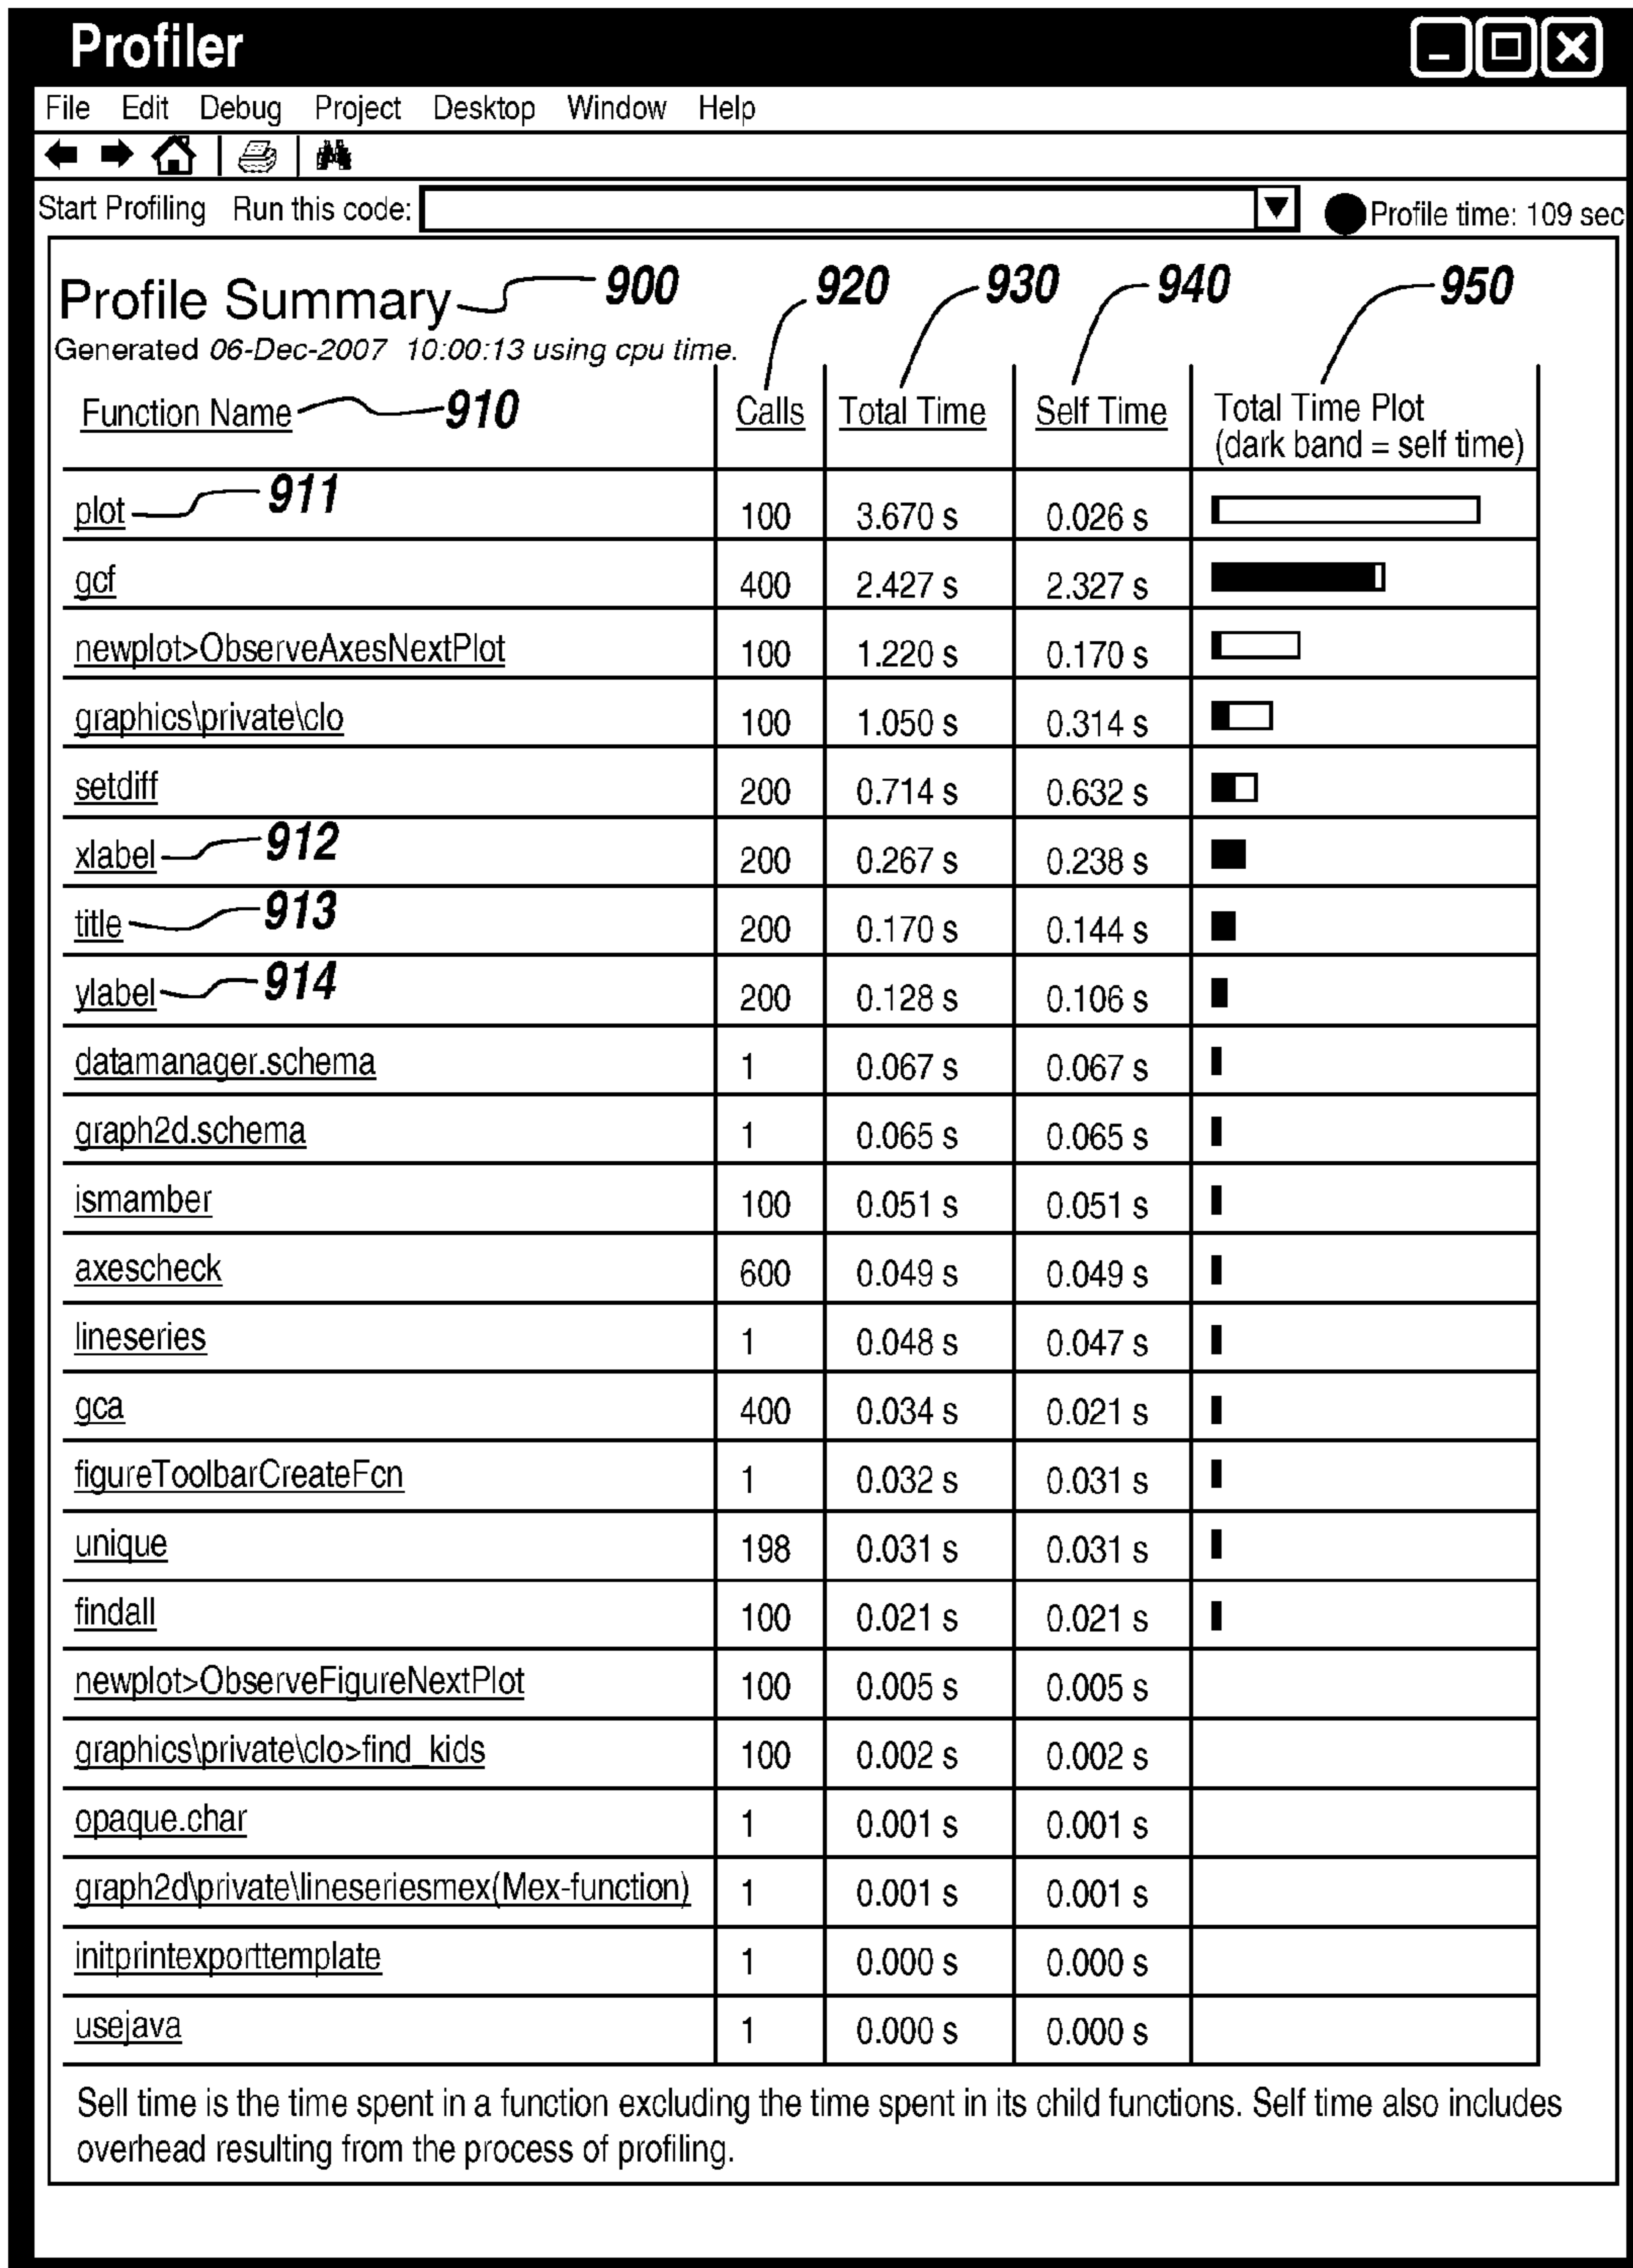 Profiler
File Edit Debug Project Desktop Window Help
Start Profiling Run this code: Profile time: 109 sec
Profile Summary 900 920 930 940 950
Generated 06-Dec-2007 10:00:13 using cpu time.
Function Name 910 Calls Total Time Self Time Total Time Plot
(dark band = self time)
plot 911 100 3.670 s 0.026 s
gcf 400 2.427 s 2.327 s
newplot>ObserveAxesNextPlot 100 1.220 s 0.170 s
graphics\private\clo 100 1.050 s 0.314 s
setdiff 200 0.714 s 0.632 s
xlabel 912 200 0.267 s 0.238 s
title 913 200 0.170 s 0.144 s
ylabel 914 200 0.128 s 0.106 s
datamanager.schema 1 0.067 s 0.067 s
graph2d.schema 1 0.065 s 0.065 s
ismamber 100 0.051 s 0.051 s
axescheck 600 0.049 s 0.049 s
lineseries 1 0.048 s 0.047 s
gca 400 0.034 s 0.021 s
figureToolbarCreateFcn 1 0.032 s 0.031 s
unique 198 0.031 s 0.031 s
findall 100 0.021 s 0.021 s
newplot>ObserveFigureNextPlot 100 0.005 s 0.005 s
graphics\private\clo>find_kids 100 0.002 s 0.002 s
opaque.char 1 0.001 s 0.001 s
graph2d\private\lineseriesmex(Mex-function) 1 0.001 s 0.001 s
initprintexporttemplate 1 0.000 s 0.000 s
usejava 1 0.000 s 0.000 s
Sell time is the time spent in a function excluding the time spent in its child functions. Self time also includes
overhead resulting from the process of profiling.